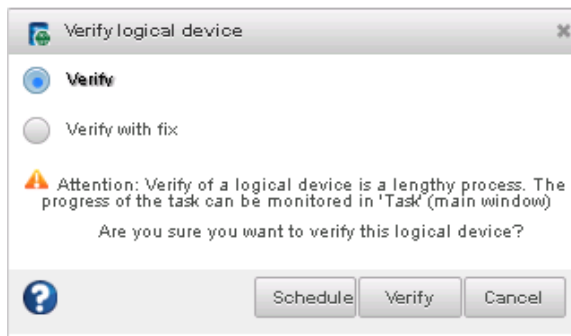 Verify logical device
Verify
Verify with fix
Attention: Verify of a logical device is a lengthy process. The
progress of the task can be monitored in 'Task' (main window)
Are you sure you want to verify this logical device?
Schedule Verify Cancel